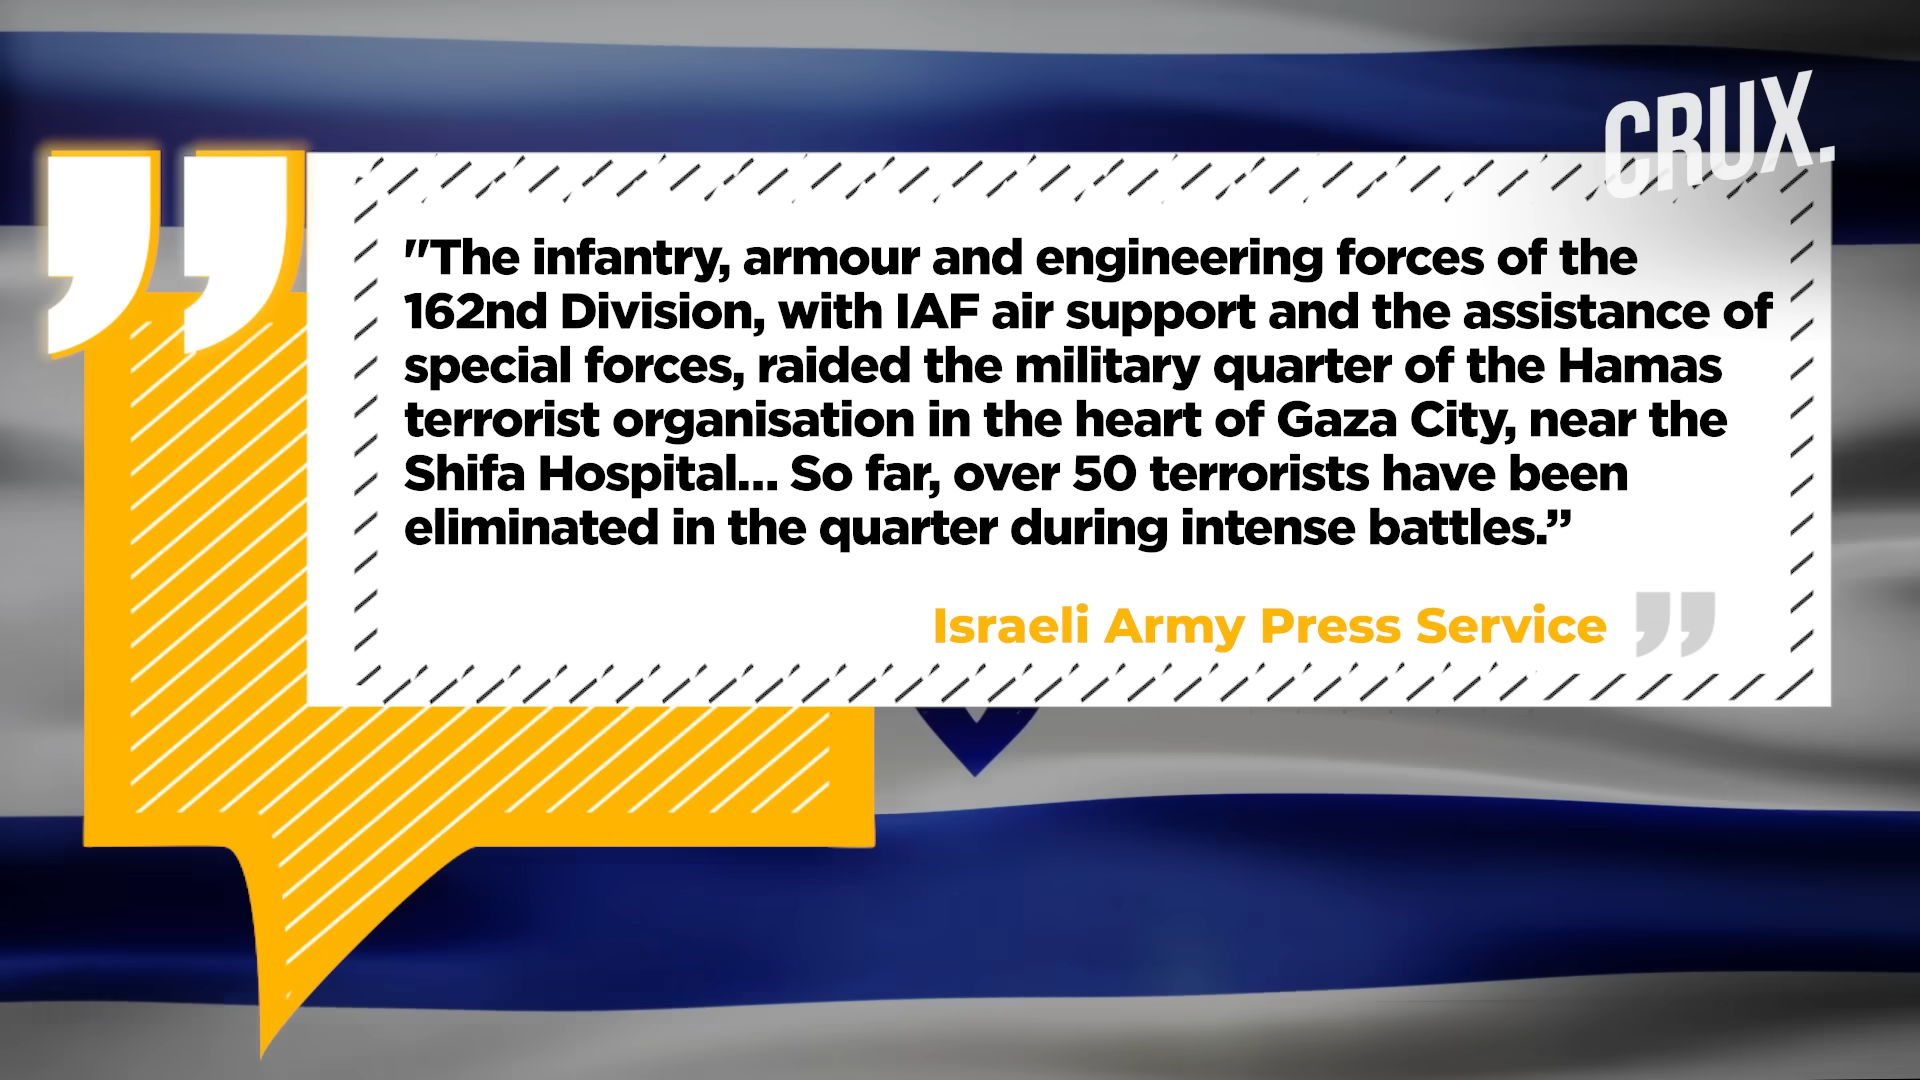 CRUX.
"The infantry, armour and engineering forces of the
162nd Division, with IAF air support and the assistance of
special forces, raided the military quarter of the Hamas
terrorist organisation in the heart of Gaza City, near the
Shifa Hospital... So far, over 50 terrorists have been
eliminated in the quarter during intense battles.”
Israeli Army Press Service